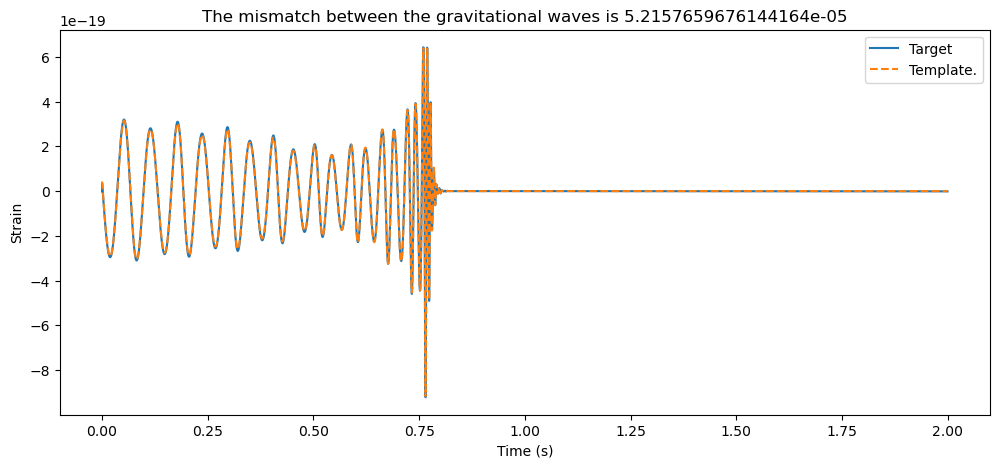 The mismatch between the gravitational waves is 5.2157659676144164e-05
1e−19
Target
Template.
6
4
2
0
−2
−4
−6
−8
Strain
0.00
0.25
0.50
0.75
1.00
1.25
1.50
1.75
2.00
Time (s)